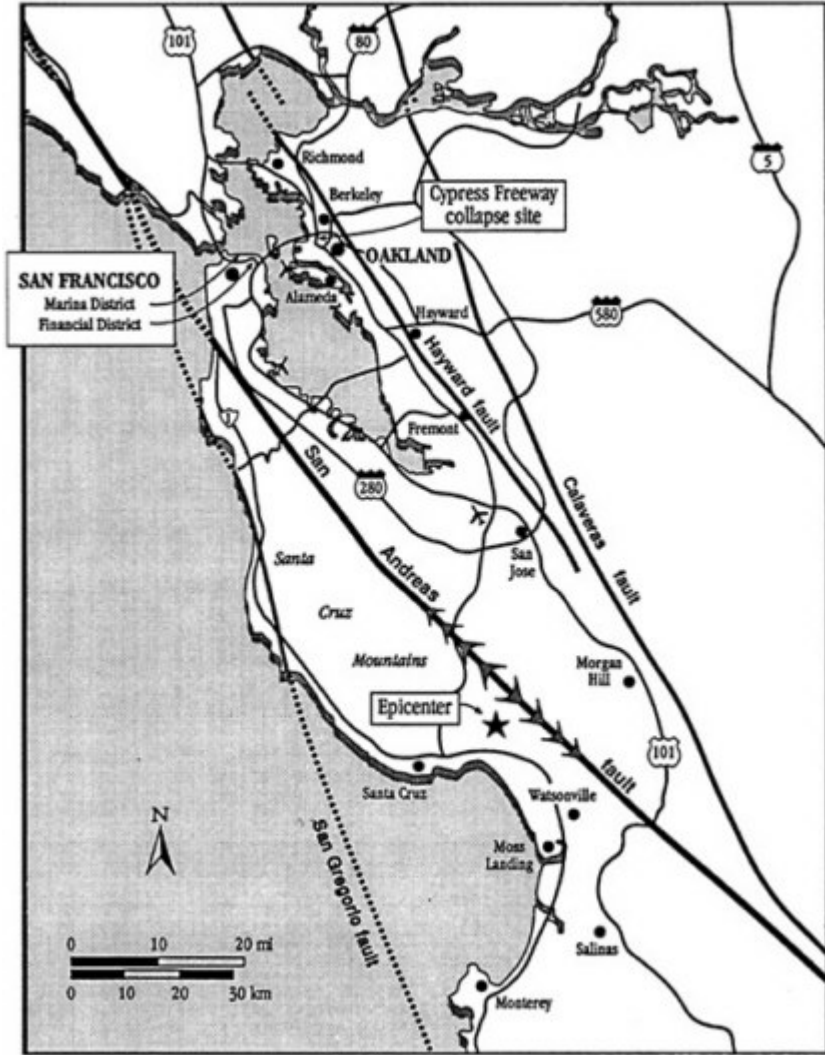 101
80
5
Richmond
Berkeley
Cypress Freeway
collapse site
OAKLAND
SAN FRANCISCO
Marina District
Financial District
Alameda
Hayward
580
Hayward fault
1
Fremont
280
San
Andreas
fault
Calaveras
fault
San
Jose
Santa
Cruz
Mountains
Morgan
Hill
Epicenter
101
Santa Cruz
Watsonville
Moss
Landing
N
San Gregorio fault
0 10 20 mi
0 10 20 30 km
Salinas
Monterey